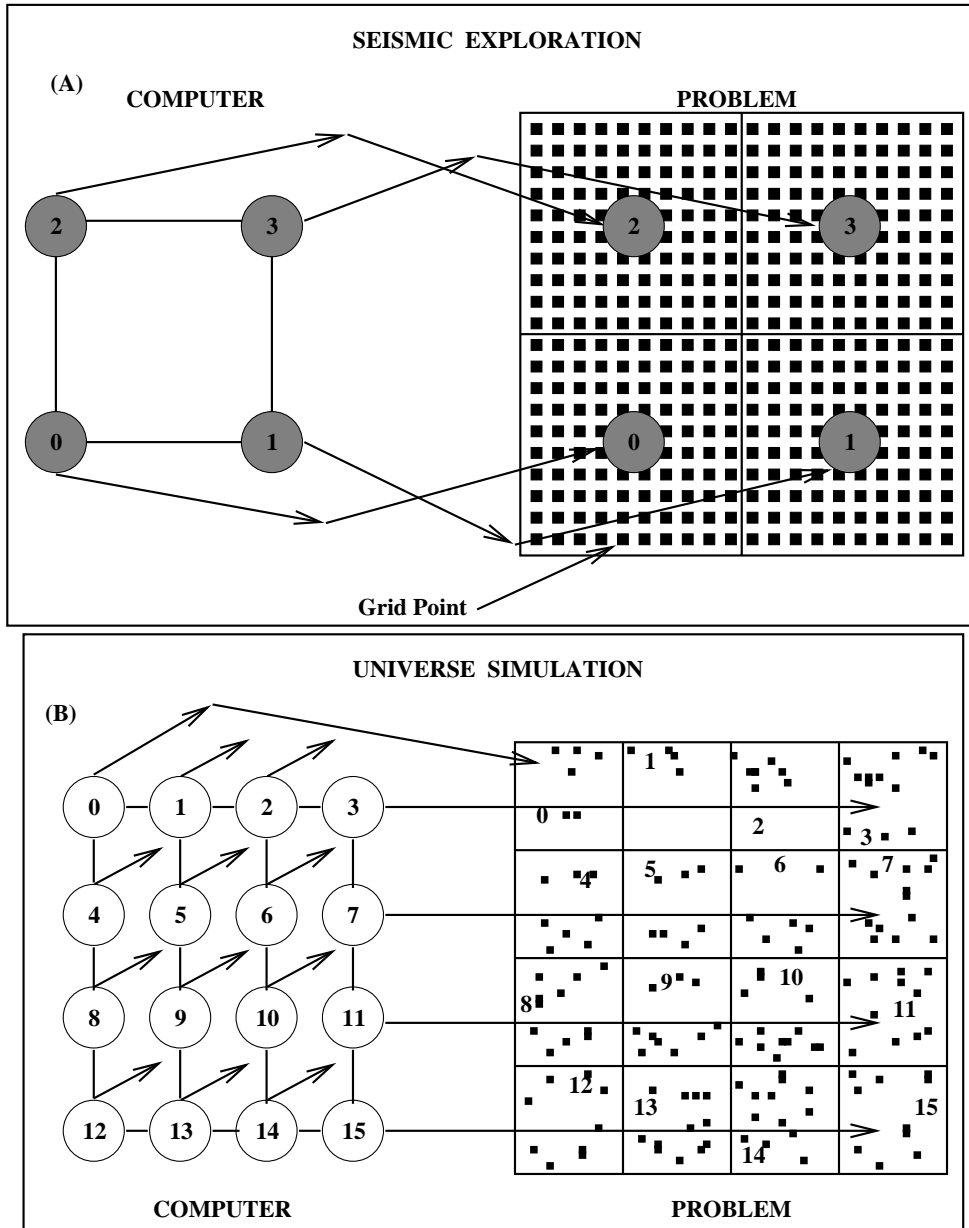 SEISMIC EXPLORATION
(A)
COMPUTER PROBLEM
2 3 2 3
0 1 0 1
Grid Point
UNIVERSE SIMULATION
(B)
0 1 2 3 0 1 2 3
4 5 6 7 4 5 6 7
8 9 10 11 8 9 10 11
12 13 14 15 12 13 14 15
COMPUTER PROBLEM